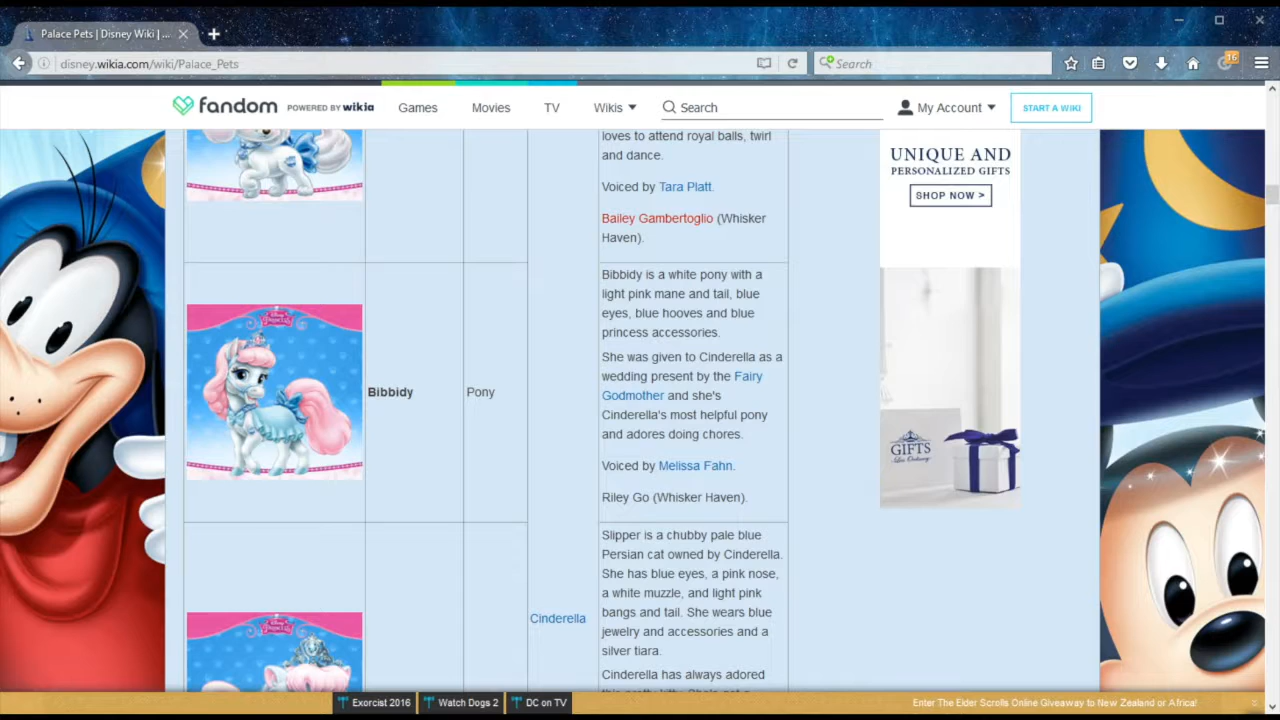 Palace Pets | Disney Wiki | ...
disney.wikia.com/wiki/Palace_Pets
Search
16
fandom POWERED BY wikia
Games Movies TV Wikis Search
My Account
START A WIKI
loves to attend royal balls, twirl
and dance.
Voiced by Tara Platt.
Bailey Gambertoglio (Whisker
Haven).
Bibbidy
Pony
Bibbidy is a white pony with a
light pink mane and tail, blue
eyes, blue hooves and blue
princess accessories.
She was given to Cinderella as a
wedding present by the Fairy
Godmother and she's
Cinderella's most helpful pony
and adores doing chores.
Voiced by Melissa Fahn.
Riley Go (Whisker Haven).
Cinderella
Slipper is a chubby pale blue
Persian cat owned by Cinderella.
She has blue eyes, a pink nose,
a white muzzle, and light pink
bangs and tail. She wears blue
jewelry and accessories and a
silver tiara.
Cinderella has always adored
UNIQUE AND
PERSONALIZED GIFTS
SHOP NOW >
GIFTS
Exorcist 2016
Watch Dogs 2
DC on TV
Enter The Elder Scrolls Online Giveaway to New Zealand or Africa!